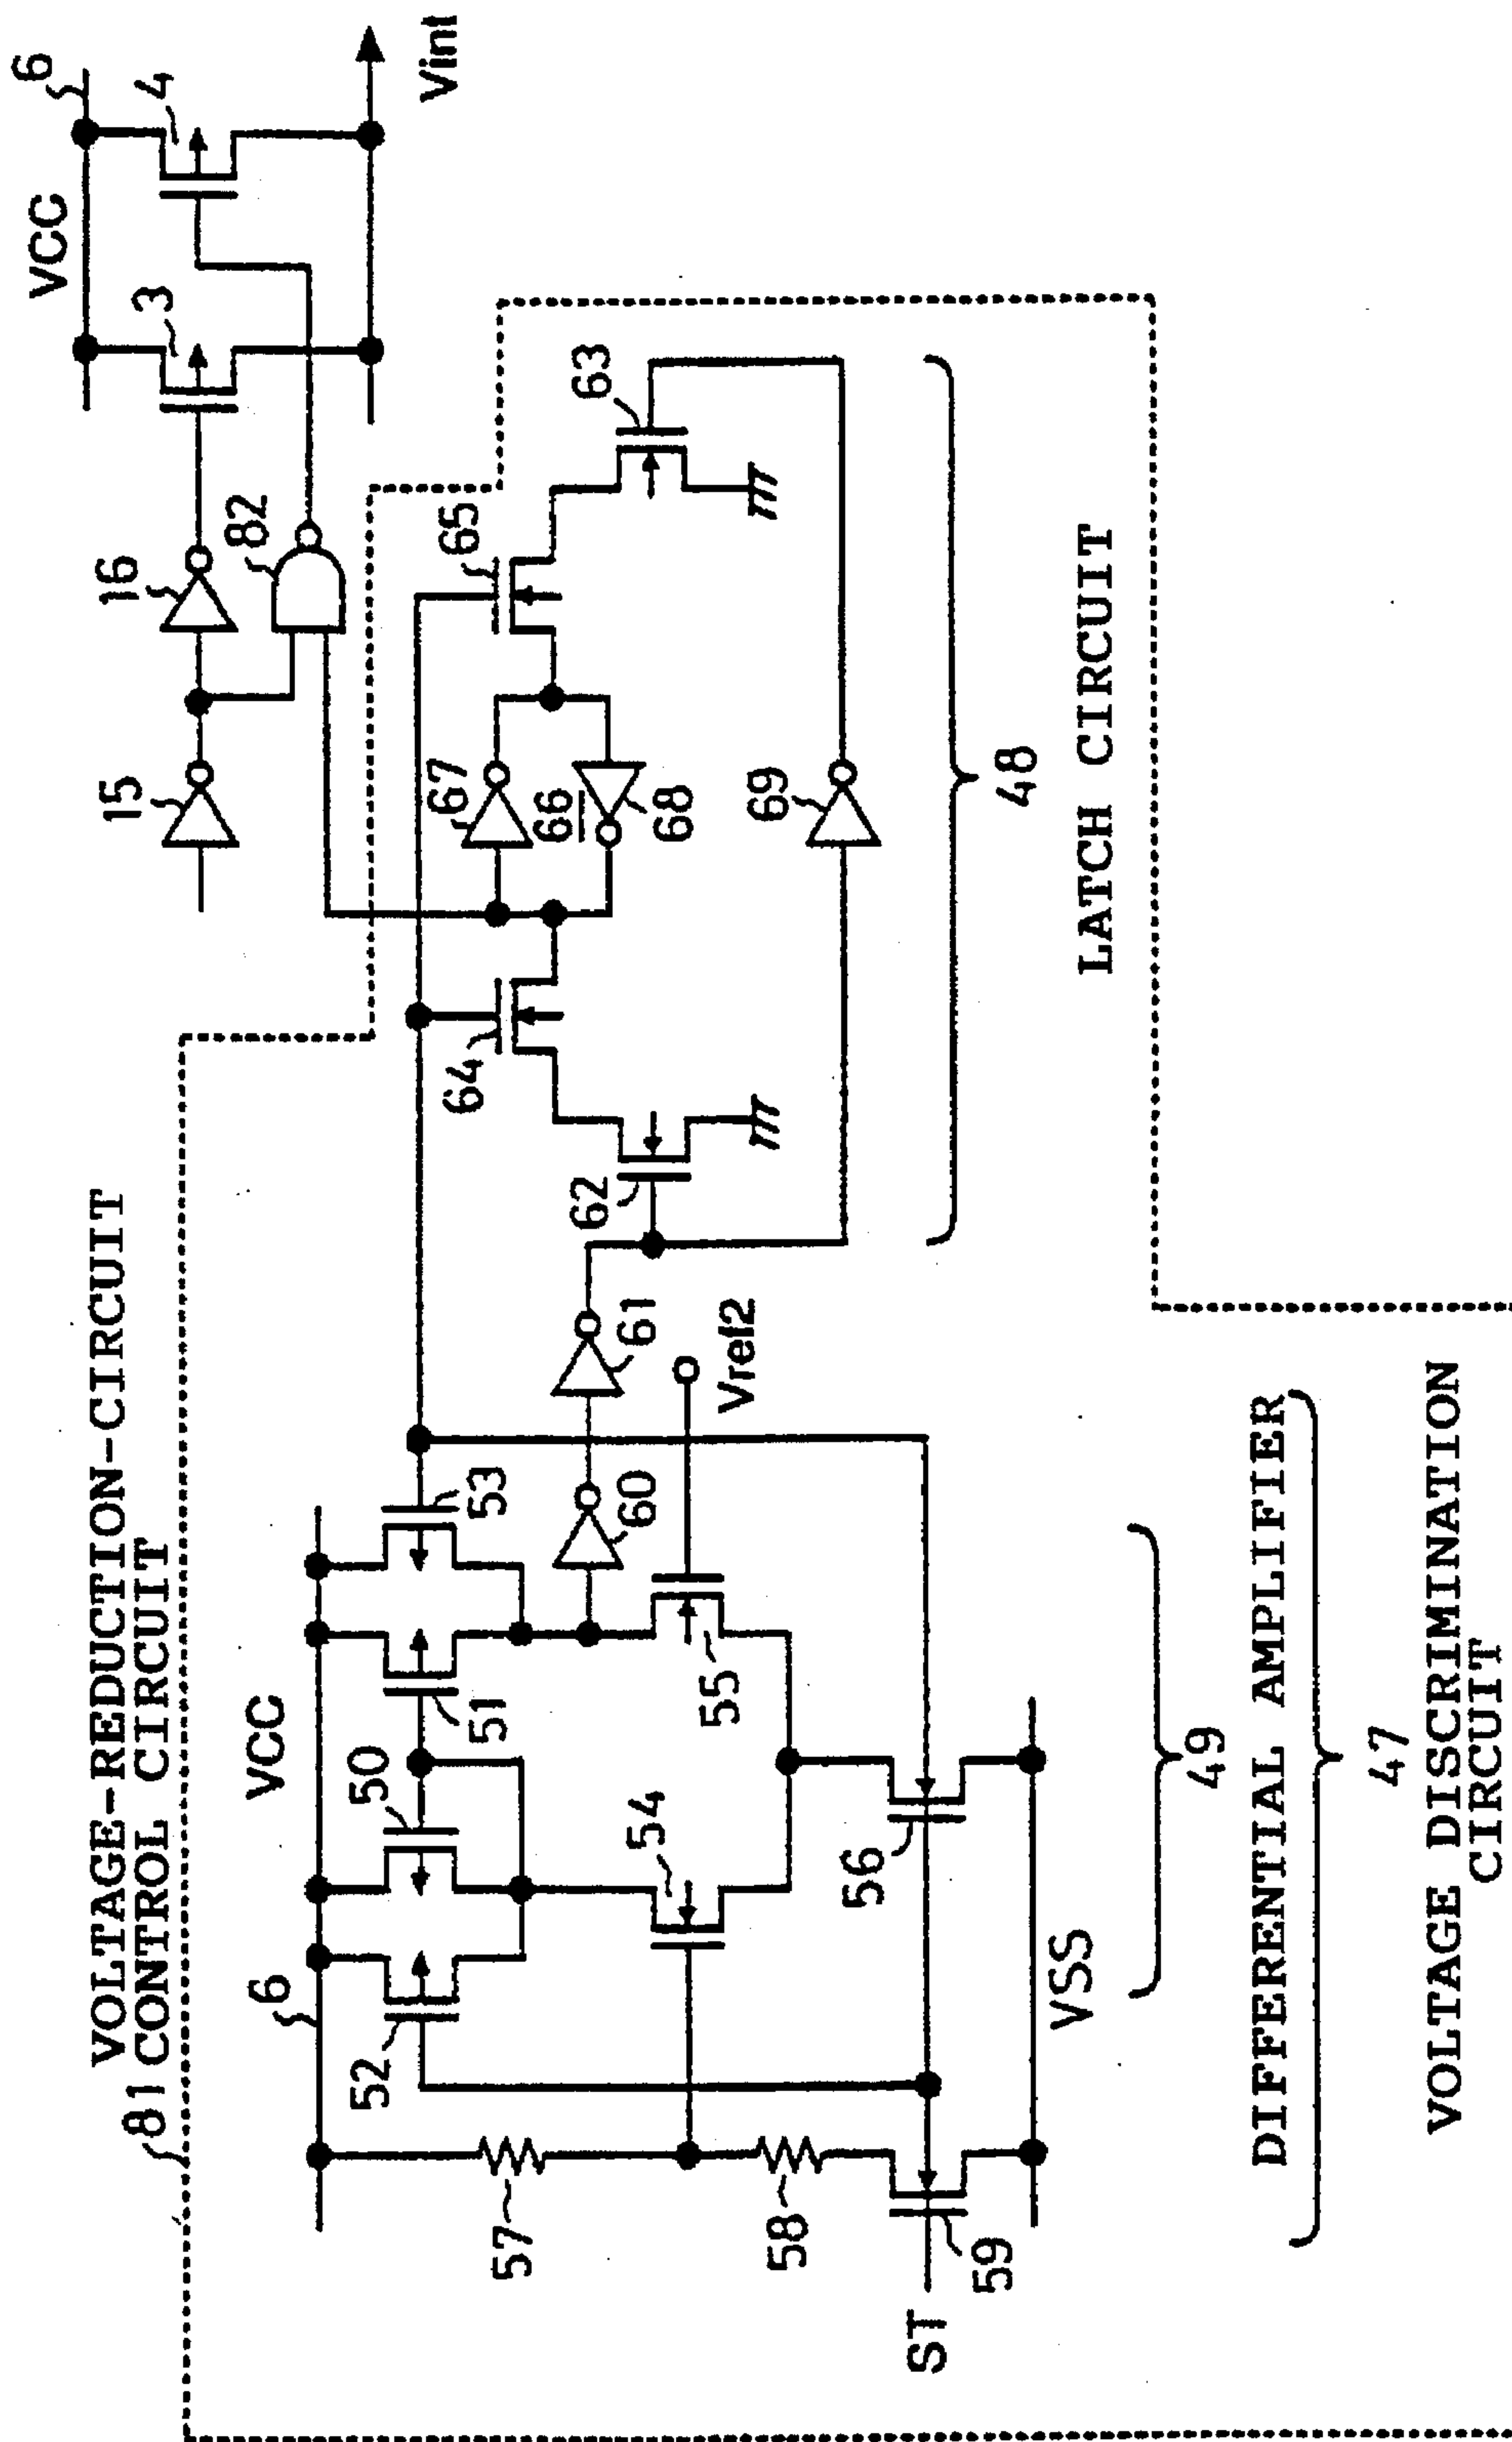 VOLTAGE-REDUCTION-CIRCUIT
81 CONTROL CIRCUIT
VCC
6
6
VCC
3
4
Vint
15
16
82
52
50
51
53
57
54
55
60
61
Vref2
58
59
56
ST
VSS
64
65
62
63
67
66
68
69
48
LATCH CIRCUIT
49
DIFFERENTIAL AMPLIFIER
47
VOLTAGE DISCRIMINATION
CIRCUIT